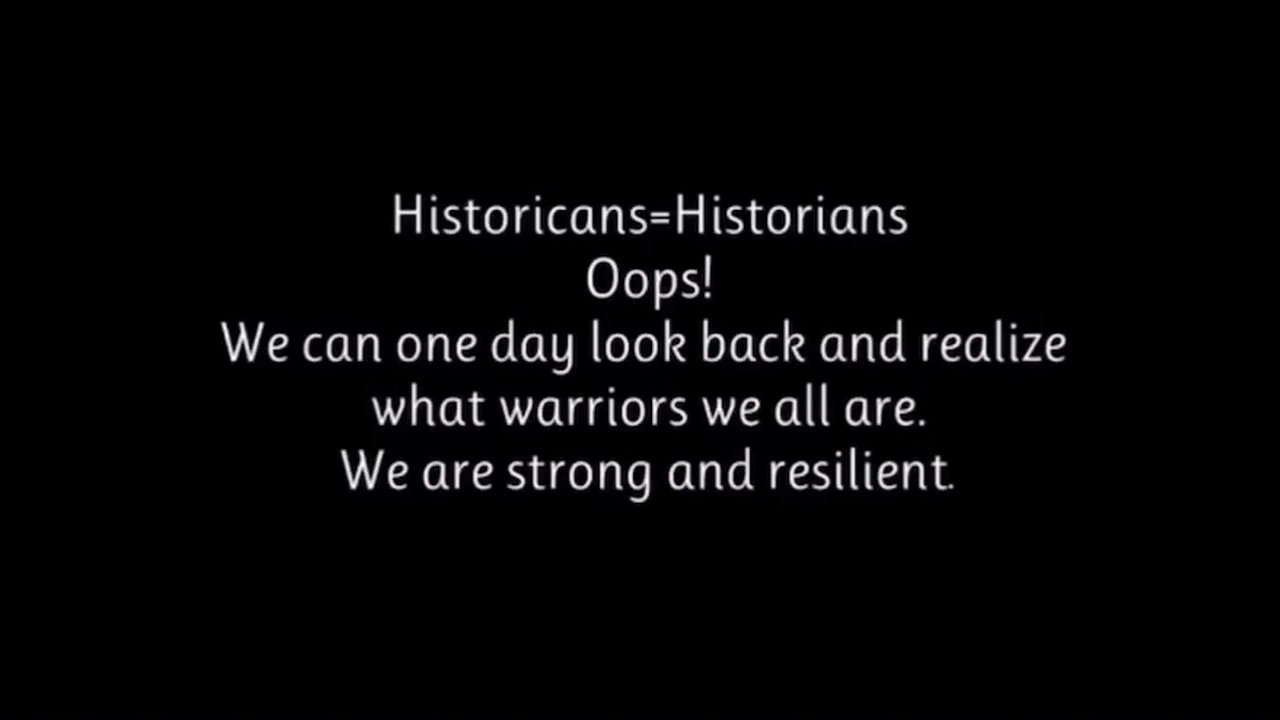 Historicans=Historians
Oops!
We can one day look back and realize
what warriors we all are.
We are strong and resilient.